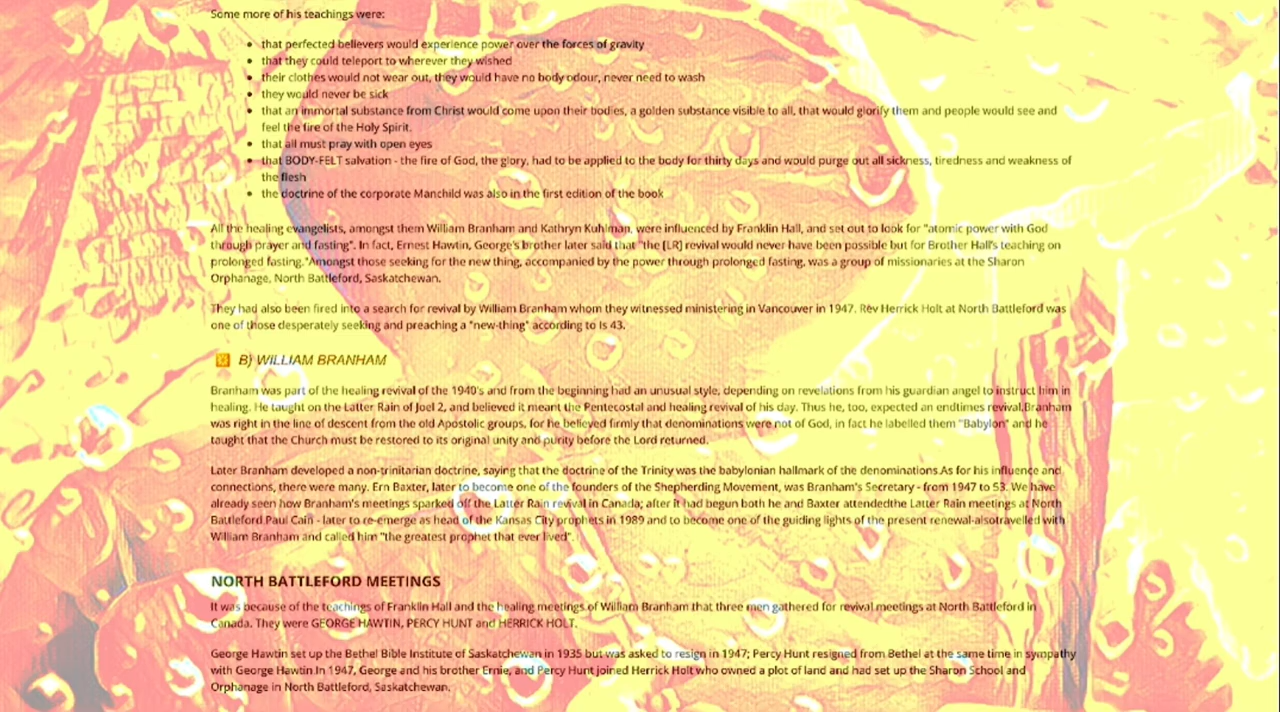 Some more of his teachings were:
• that perfected believers would experience power over the forces of gravity
• that they could teleport to wherever they wished
• their clothes would not wear out, they would have no body odour, never need to wash
• they would never be sick
• that an immortal substance from Christ would come upon their bodies, a golden substance visible to all, that would glorify them and people would see and
feel the fire of the Holy Spirit.
• that all must pray with open eyes
• that BODY-FELT salvation - the fire of God, the glory, had to be applied to the body for thirty days and would purge out all sickness, tiredness and weakness of
the flesh
• the doctrine of the corporate Manchild was also in the first edition of the book
All the healing evangelists, amongst them William Branham and Kathryn Kuhlman, were influenced by Franklin Hall, and set out to look for "atomic power with God
through prayer and fasting". In fact, Ernest Hawtin, George's brother later said that "the [LR] revival would never have been possible but for Brother Hall's teaching on
prolonged fasting."Amongst those seeking for the new thing, accompanied by the power through prolonged fasting, was a group of missionaries at the Sharon
Orphanage, North Battleford, Saskatchewan.
They had also been fired into a search for revival by William Branham whom they witnessed ministering in Vancouver in 1947. Rev Herrick Holt at North Battleford was
one of those desperately seeking and preaching a "new-thing" according to Is 43.
B) WILLIAM BRANHAM
Branham was part of the healing revival of the 1940's and from the beginning had an unusual style, depending on revelations from his guardian angel to instruct him in
healing. He taught on the Latter Rain of Joel 2, and believed it meant the Pentecostal and healing revival of his day. Thus he, too, expected an endtimes revival.Branham
was right in the line of descent from the old Apostolic groups, for he believed firmly that denominations were not of God, in fact he labelled them "Babylon" and he
taught that the Church must be restored to its original unity and purity before the Lord returned.
Later Branham developed a non-trinitarian doctrine, saying that the doctrine of the Trinity was the babylonian hallmark of the denominations.As for his influence and
connections, there were many. Ern Baxter, later to become one of the founders of the Shepherding Movement, was Branham's Secretary - from 1947 to 53. We have
already seen how Branham's meetings sparked off the Latter Rain revival in Canada; after it had begun both he and Baxter attendedthe Latter Rain meetings at North
Battleford.Paul Cain - later to re-emerge as head of the Kansas City prophets in 1989 and to become one of the guiding lights of the present renewal-alsotravelled with
William Branham and called him "the greatest prophet that ever lived".
NORTH BATTLEFORD MEETINGS
It was because of the teachings of Franklin Hall and the healing meetings of William Branham that three men gathered for revival meetings at North Battleford in
Canada. They were GEORGE HAWTIN, PERCY HUNT and HERRICK HOLT.
George Hawtin set up the Bethel Bible Institute of Saskatchewan in 1935 but was asked to resign in 1947; Percy Hunt resigned from Bethel at the same time in sympathy
with George Hawtin.In 1947, George and his brother Ernie, and Percy Hunt joined Herrick Holt who owned a plot of land and had set up the Sharon School and
Orphanage in North Battleford, Saskatchewan.